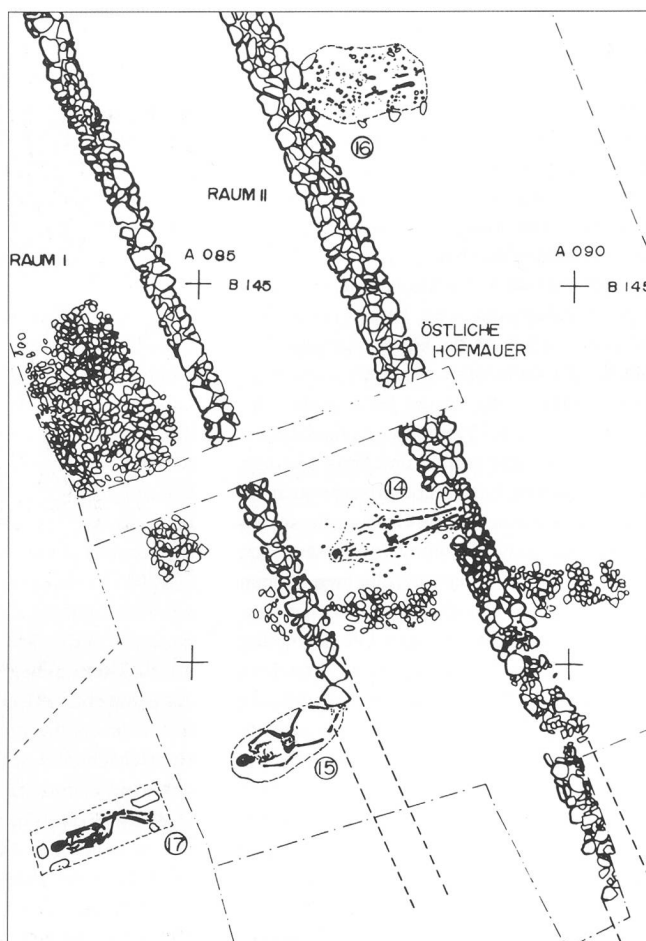 ⑯
RAUM II
RAUM I
A 085
B 145
A 090
B 145
ÖSTLICHE
HOFMAUER
⑭
⑮
⑰